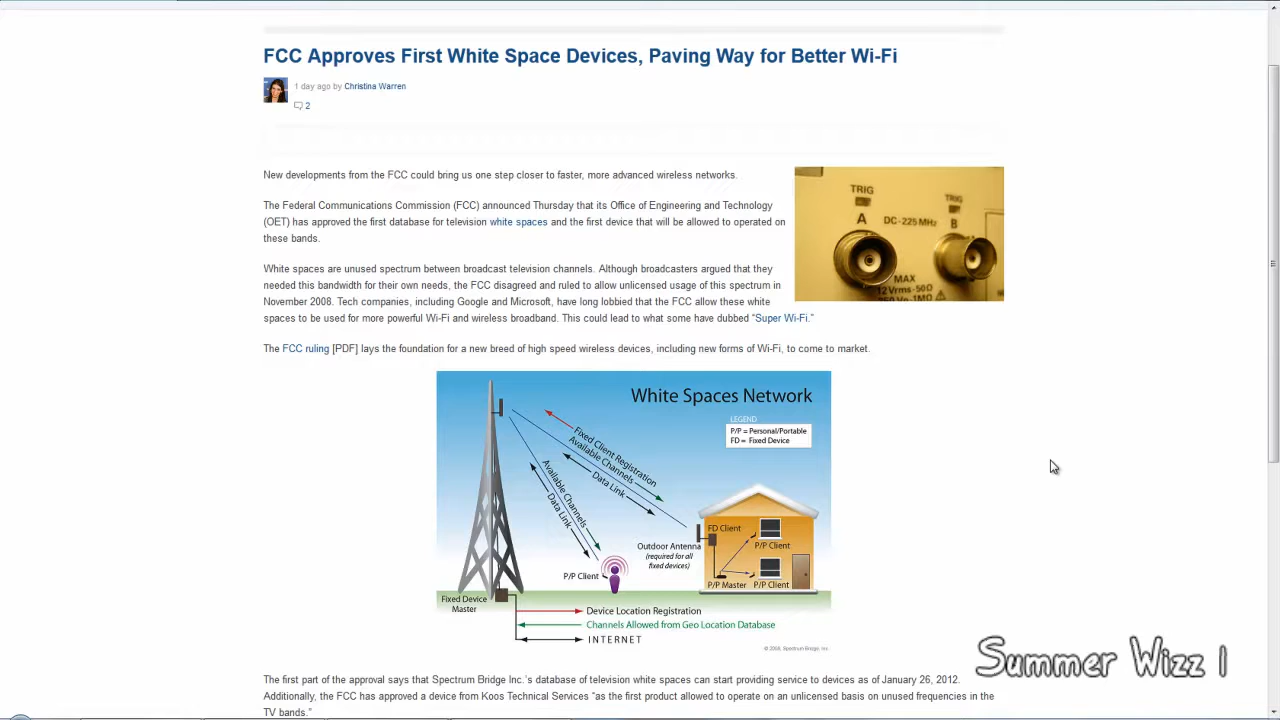 FCC Approves First White Space Devices, Paving Way for Better Wi-Fi
1 day ago by Christina Warren
2
New developments from the FCC could bring us one step closer to faster, more advanced wireless networks.
The Federal Communications Commission (FCC) announced Thursday that its Office of Engineering and Technology
(OET) has approved the first database for television white spaces and the first device that will be allowed to operated on
these bands.
White spaces are unused spectrum between broadcast television channels. Although broadcasters argued that they
needed this bandwidth for their own needs, the FCC disagreed and ruled to allow unlicensed usage of this spectrum in
November 2008. Tech companies, including Google and Microsoft, have long lobbied that the FCC allow these white
spaces to be used for more powerful Wi-Fi and wireless broadband. This could lead to what some have dubbed “Super Wi-Fi.”
TRIG
TRIG
A
DC-225MHz
B
MAX
12Vrms-50Ω
The FCC ruling [PDF] lays the foundation for a new breed of high speed wireless devices, including new forms of Wi-Fi, to come to market.
White Spaces Network
LEGEND
P/P = Personal/Portable
FD = Fixed Device
Fixed Client Registration
Available Channels
Data Link
Available Channels
Data Link
FD Client
P/P Client
Outdoor Antenna
(required for all
fixed devices)
P/P Client
P/P Master
P/P Client
Fixed Device
Master
Device Location Registration
Channels Allowed from Geo Location Database
INTERNET
© 2008, Spectrum Bridge, Inc.
Summer Wizz 1
The first part of the approval says that Spectrum Bridge Inc.’s database of television white spaces can start providing service to devices as of January 26, 2012.
Additionally, the FCC has approved a device from Koos Technical Services “as the first product allowed to operate on an unlicensed basis on unused frequencies in the
TV bands.”